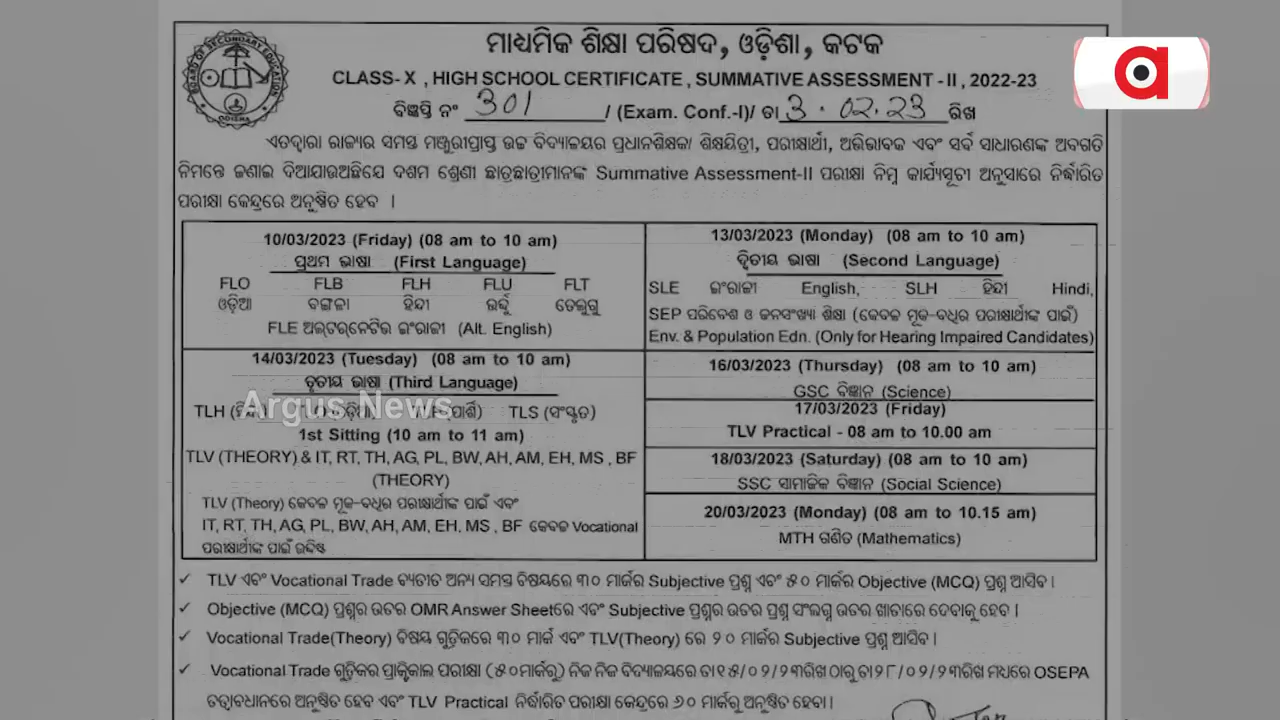 ମାଧ୍ୟମିକ ଶିକ୍ଷା ପରିଷଦ, ଓଡ଼ିଶା, କଟକ
BOARD OF SECONDARY EDUCATION
ODISHA
a
CLASS- X , HIGH SCHOOL CERTIFICATE , SUMMATIVE ASSESSMENT - II , 2022-23
ବିଜ୍ଞପ୍ତି ନଂ 301 / (Exam. Conf.-I)/ ତା 3.02.23 ରିଖ
ଏତଦ୍ଦ୍ୱାରା ରାଜ୍ୟର ସମସ୍ତ ମଞ୍ଜୁରୀପ୍ରାପ୍ତ ଉଚ୍ଚ ବିଦ୍ୟାଳୟର ପ୍ରଧାନଶିକ୍ଷକ/ ଶିକ୍ଷୟିତ୍ରୀ, ପରୀକ୍ଷାର୍ଥୀ, ଅଭିଭାବକ ଏବଂ ସର୍ବ ସାଧାରଣଙ୍କ ଅବଗତି
ନିମନ୍ତେ ଜଣାଇ ଦିଆଯାଉଅଛିଯେ ଦଶମ ଶ୍ରେଣୀ ଛାତ୍ରଛାତ୍ରୀମାନଙ୍କ Summative Assessment-II ପରୀକ୍ଷା ନିମ୍ନ କାର୍ଯ୍ୟସୂଚୀ ଅନୁସାରେ ନିର୍ଦ୍ଧାରିତ
ପରୀକ୍ଷା କେନ୍ଦ୍ରରେ ଅନୁଷ୍ଠିତ ହେବ ।
10/03/2023 (Friday) (08 am to 10 am)
ପ୍ରଥମ ଭାଷା (First Language)
FLO FLB FLH FLU FLT
ଓଡ଼ିଆ ବଙ୍ଗଳା ହିନ୍ଦୀ ଉର୍ଦ୍ଦୁ ତେଲୁଗୁ
FLE ଅଲ୍‌ଟରନେଟିଭ ଇଂରାଜୀ (Alt. English)
13/03/2023 (Monday) (08 am to 10 am)
ଦ୍ୱିତୀୟ ଭାଷା (Second Language)
SLE ଇଂରାଜୀ English, SLH ହିନ୍ଦୀ Hindi,
SEP ପରିବେଶ ଓ ଜନସଂଖ୍ୟା ଶିକ୍ଷା (କେବଳ ମୂକ-ବଧିର ପରୀକ୍ଷାର୍ଥୀଙ୍କ ପାଇଁ)
Env. & Population Edn. (Only for Hearing Impaired Candidates)
14/03/2023 (Tuesday) (08 am to 10 am)
ତୃତୀୟ ଭାଷା (Third Language)
TLH (ପାର୍ଶି) TLS (ସଂସ୍କୃତ)
Argus News
1st Sitting (10 am to 11 am)
TLV (THEORY) & IT, RT, TH, AG, PL, BW, AH, AM, EH, MS , BF
(THEORY)
TLV (Theory) କେବଳ ମୂକ-ବଧିର ପରୀକ୍ଷାର୍ଥୀଙ୍କ ପାଇଁ ଏବଂ
IT, RT, TH, AG, PL, BW, AH, AM, EH, MS , BF କେବଳ Vocational
ପରୀକ୍ଷାର୍ଥୀଙ୍କ ପାଇଁ ଉଦ୍ଦିଷ୍ଟ
16/03/2023 (Thursday) (08 am to 10 am)
GSC ବିଜ୍ଞାନ (Science)
17/03/2023 (Friday)
TLV Practical - 08 am to 10.00 am
18/03/2023 (Saturday) (08 am to 10 am)
SSC ସାମାଜିକ ବିଜ୍ଞାନ (Social Science)
20/03/2023 (Monday) (08 am to 10.15 am)
MTH ଗଣିତ (Mathematics)
✓ TLV ଏବଂ Vocational Trade ବ୍ୟତୀତ ଅନ୍ୟ ସମସ୍ତ ବିଷୟରେ ୩୦ ମାର୍କର Subjective ପ୍ରଶ୍ନ ଏବଂ ୫୦ ମାର୍କର Objective (MCQ) ପ୍ରଶ୍ନ ଆସିବ ।
✓ Objective (MCQ) ପ୍ରଶ୍ନର ଉତର OMR Answer Sheetରେ ଏବଂ Subjective ପ୍ରଶ୍ନର ଉତର ପ୍ରଶ୍ନ ସଂଲଗ୍ନ ଉତର ଖାତାରେ ଦେବାକୁ ହେବ ।
✓ Vocational Trade(Theory) ବିଷୟ ଗୁଡ଼ିକରେ ୩୦ ମାର୍କ ଏବଂ TLV(Theory) ରେ ୨୦ ମାର୍କର Subjective ପ୍ରଶ୍ନ ଆସିବ ।
✓ Vocational Trade ଗୁଡ଼ିକର ପ୍ରାକ୍ଟିକାଲ ପରୀକ୍ଷା (୫୦ମାର୍କରୁ) ନିଜ ନିଜ ବିଦ୍ୟାଳୟରେ ତା୧୫/୦୨/୨୩ରିଖ ଠାରୁ ତା୨୮/୦୨/୨୩ରିଖ ମଧ୍ୟରେ OSEPA
ତତ୍ତ୍ୱାବଧାନରେ ଅନୁଷ୍ଠିତ ହେବ ଏବଂ TLV Practical ନିର୍ଦ୍ଧାରିତ ପରୀକ୍ଷା କେନ୍ଦ୍ରରେ ୬୦ ମାର୍କରୁ ଅନୁଷ୍ଠିତ ହେବ।